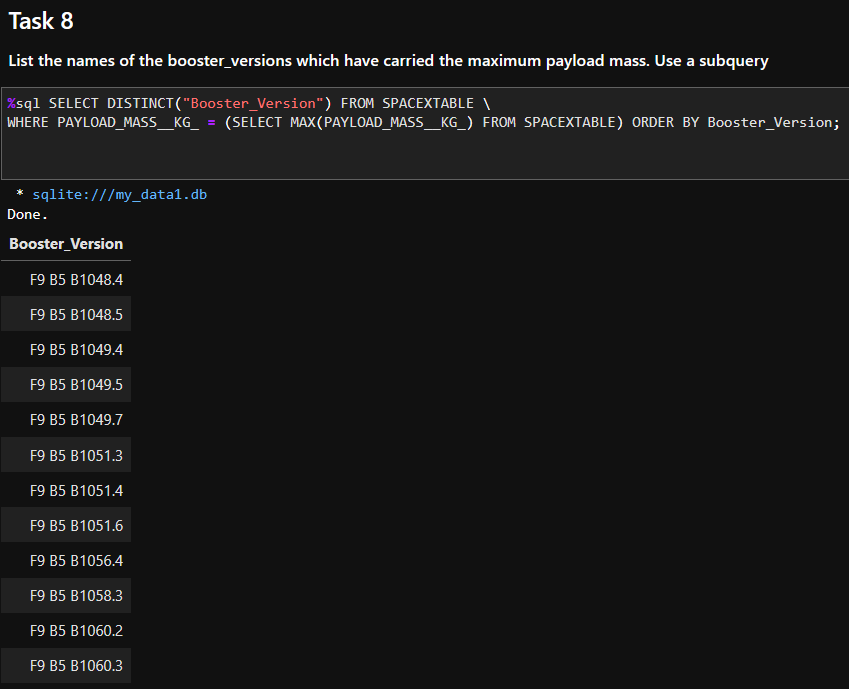 Task 8
List the names of the booster_versions which have carried the maximum payload mass. Use a subquery
%sql SELECT DISTINCT("Booster_Version") FROM SPACEXTABLE \
WHERE PAYLOAD_MASS__KG_ = (SELECT MAX(PAYLOAD_MASS__KG_) FROM SPACEXTABLE) ORDER BY Booster_Version;
* sqlite:///my_data1.db
Done.
Booster_Version
F9 B5 B1048.4
F9 B5 B1048.5
F9 B5 B1049.4
F9 B5 B1049.5
F9 B5 B1049.7
F9 B5 B1051.3
F9 B5 B1051.4
F9 B5 B1051.6
F9 B5 B1056.4
F9 B5 B1058.3
F9 B5 B1060.2
F9 B5 B1060.3